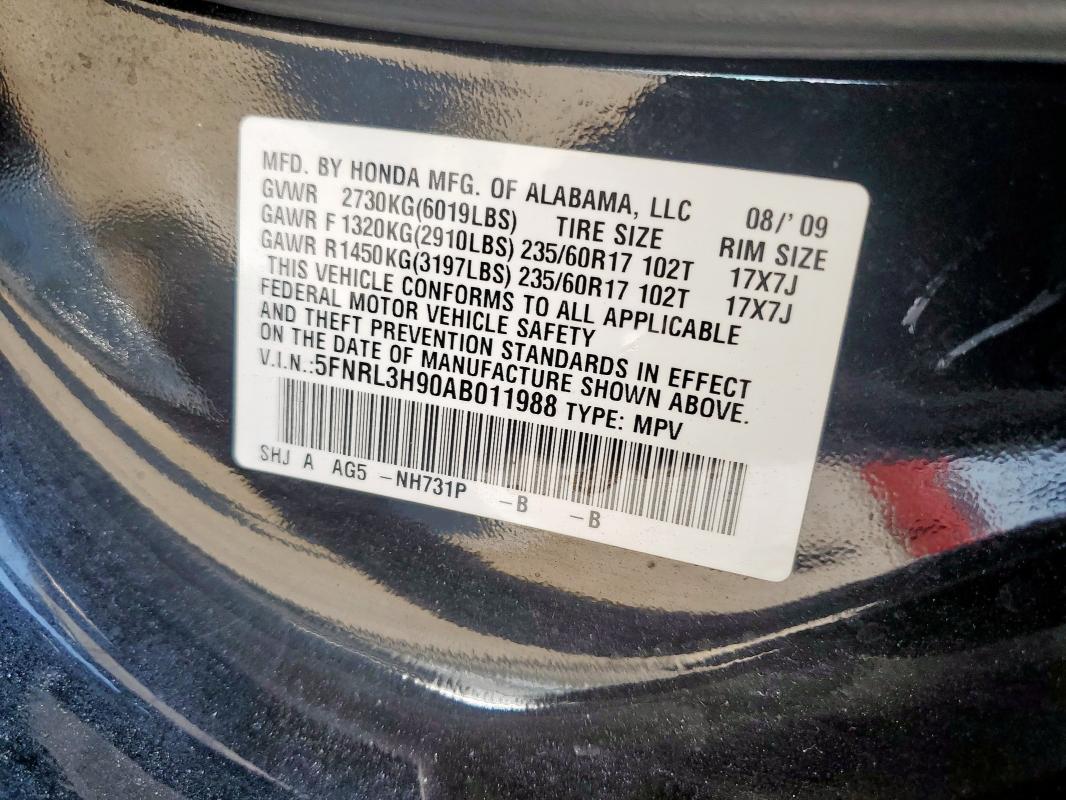 MFD. BY HONDA MFG. OF ALABAMA, LLC 08/' 09
GVWR 2730KG(6019LBS) TIRE SIZE RIM SIZE
GAWR F 1320KG(2910LBS) 235/60R17 102T 17X7J
GAWR R1450KG(3197LBS) 235/60R17 102T 17X7J
THIS VEHICLE CONFORMS TO ALL APPLICABLE
FEDERAL MOTOR VEHICLE SAFETY
AND THEFT PREVENTION STANDARDS IN EFFECT
ON THE DATE OF MANUFACTURE SHOWN ABOVE.
V.I.N.:5FNRL3H90AB011988 TYPE: MPV
SHJ A AG5 –NH731P –B –B